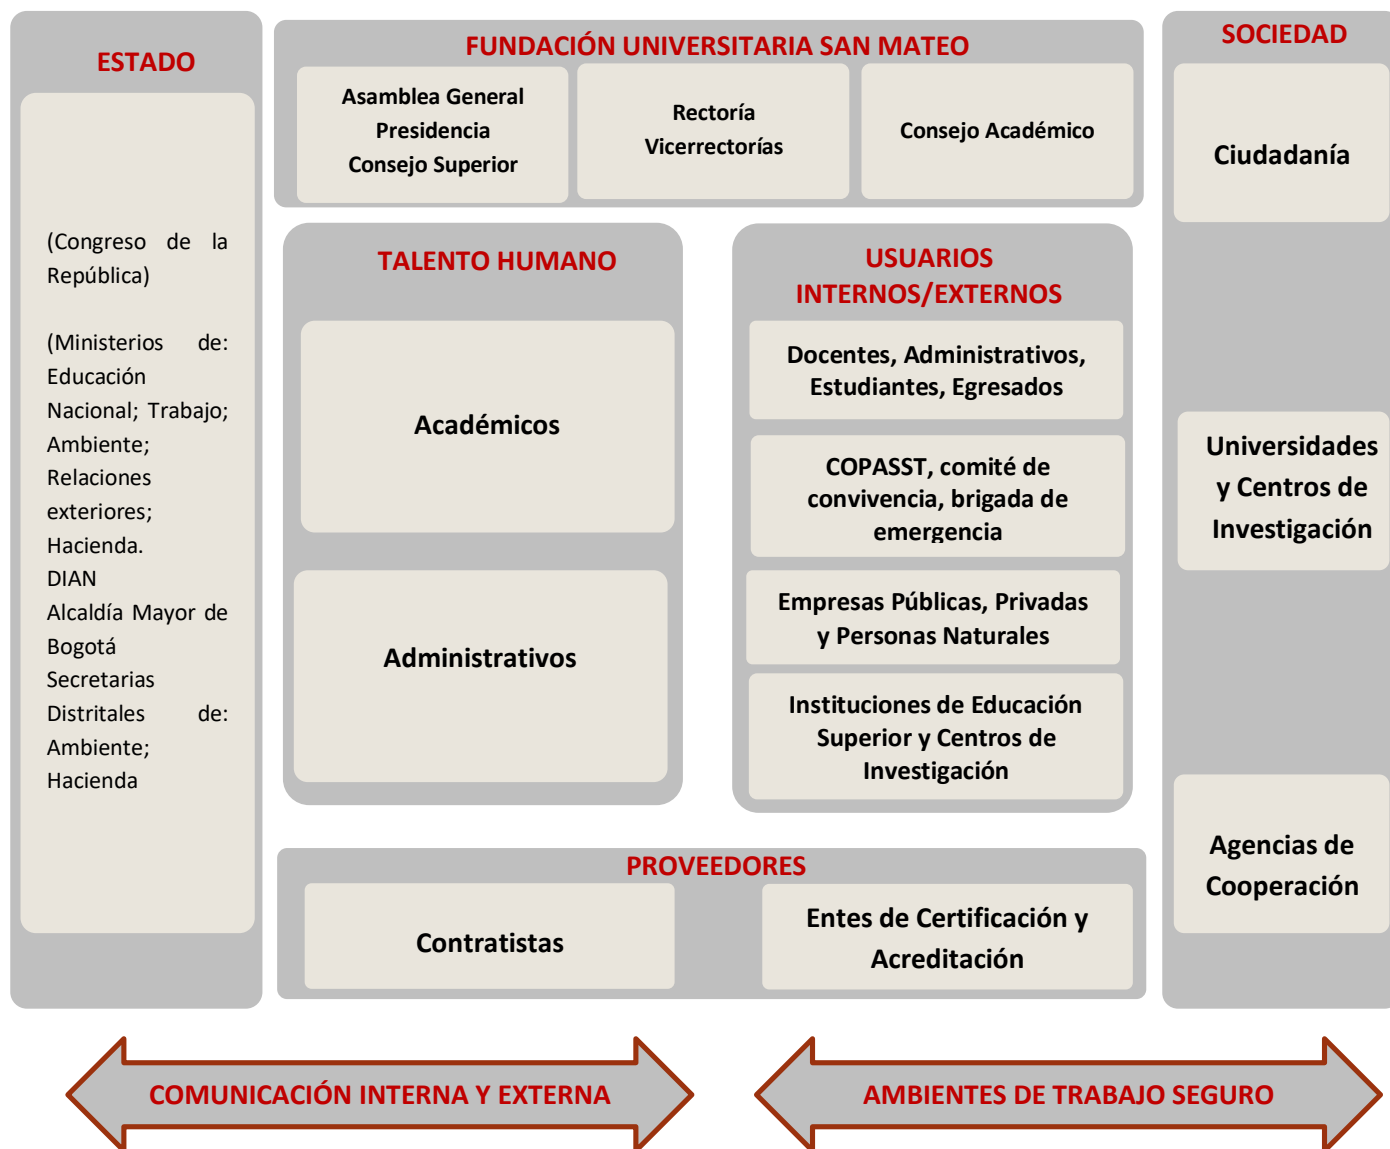 ESTADO
(Congreso de la
República)
(Ministerios de:
Educación
Nacional; Trabajo;
Ambiente;
Relaciones
exteriores;
Hacienda.
DIAN
Alcaldía Mayor de
Bogotá
Secretarias
Distritales de:
Ambiente;
Hacienda
FUNDACIÓN UNIVERSITARIA SAN MATEO
Asamblea General
Presidencia
Consejo Superior
Rectoría
Vicerrectorías
Consejo Académico
TALENTO HUMANO
Académicos
Administrativos
USUARIOS
INTERNOS/EXTERNOS
Docentes, Administrativos,
Estudiantes, Egresados
COPASST, comité de
convivencia, brigada de
emergencia
Empresas Públicas, Privadas
y Personas Naturales
Instituciones de Educación
Superior y Centros de
Investigación
PROVEEDORES
Contratistas
Entes de Certificación y
Acreditación
SOCIEDAD
Ciudadanía
Universidades
y Centros de
Investigación
Agencias de
Cooperación
COMUNICACIÓN INTERNA Y EXTERNA
AMBIENTES DE TRABAJO SEGURO